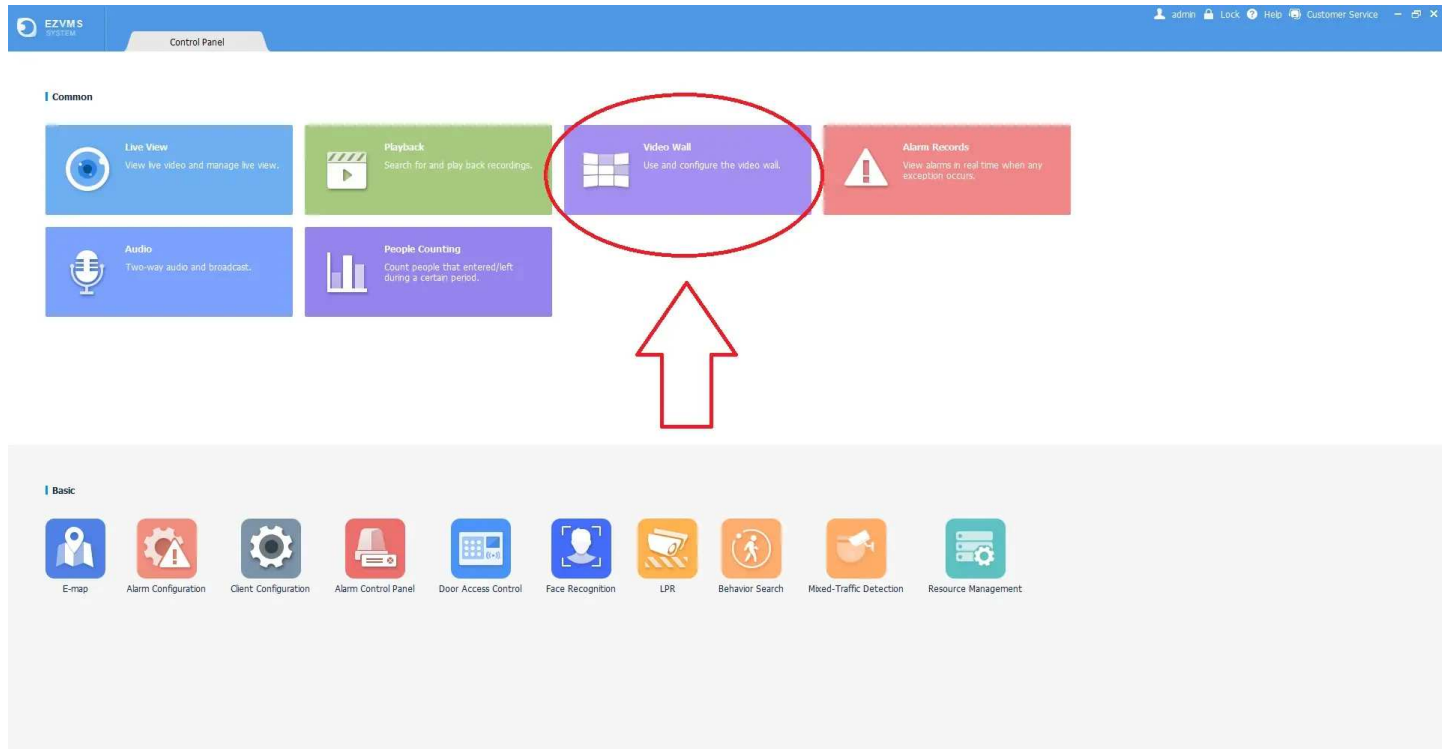 EZVMS
SYSTEM
Control Panel
admin Lock Help Customer Service
Common
Live View
View live video and manage live view.
Playback
Search for and play back recordings.
Video Wall
Use and configure the video wall.
Alarm Records
View alarms in real time when any
exception occurs.
Audio
Two-way audio and broadcast.
People Counting
Count people that entered/left
during a certain period.
Basic
E-map
Alarm Configuration
Client Configuration
Alarm Control Panel
Door Access Control
Face Recognition
LPR
Behavior Search
Mixed-Traffic Detection
Resource Management